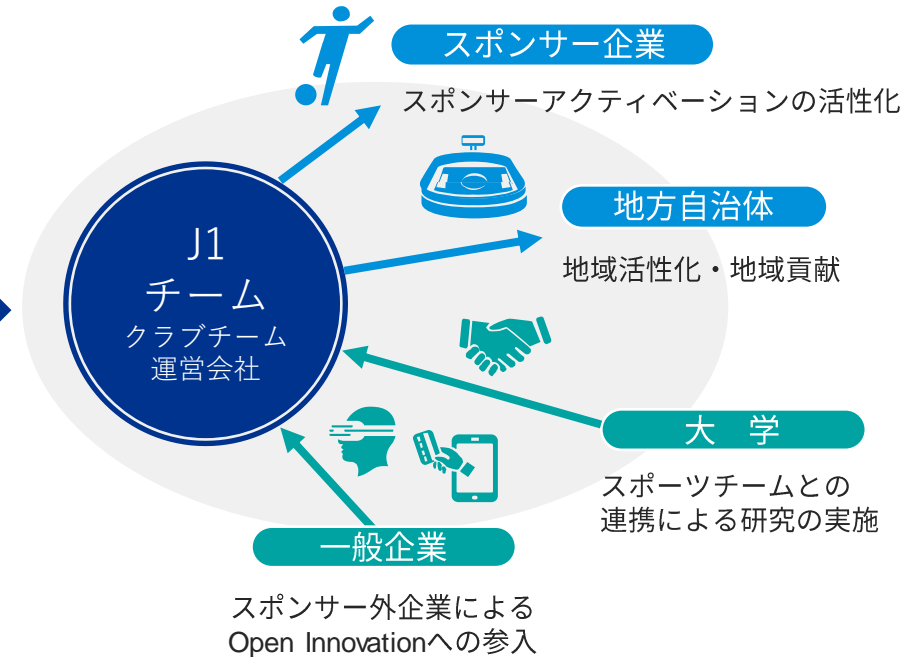 スポンサー企業
スポンサーアクティベーションの活性化
地方自治体
地域活性化・地域貢献
J1
チーム
クラブチーム
運営会社
大　学
スポーツチームとの
連携による研究の実施
一般企業
スポンサー外企業による
Open Innovationへの参入